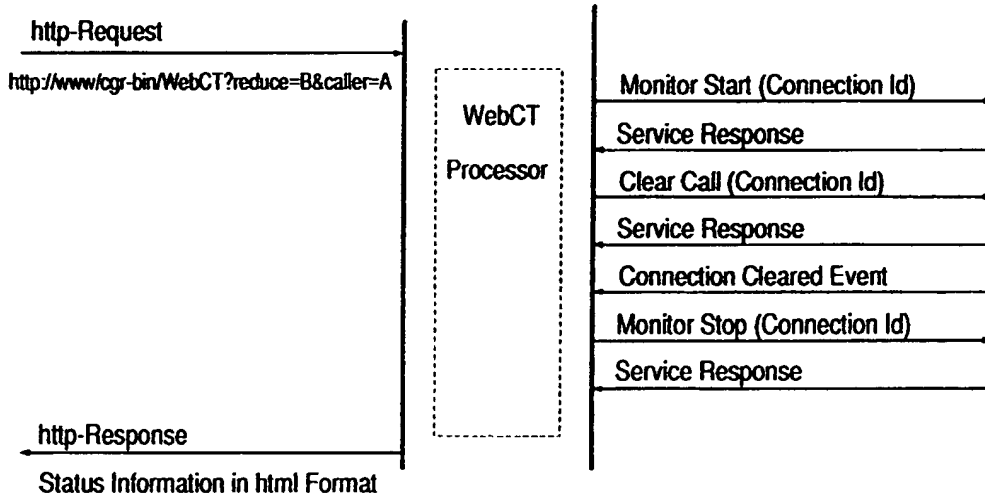 http-Request
http://www/cgr-bin/WebCT?reduce=B&caller=A
WebCT
Processor
Monitor Start (Connection Id)
Service Response
Clear Call (Connection Id)
Service Response
Connection Cleared Event
Monitor Stop (Connection Id)
Service Response
http-Response
Status Information in html Format